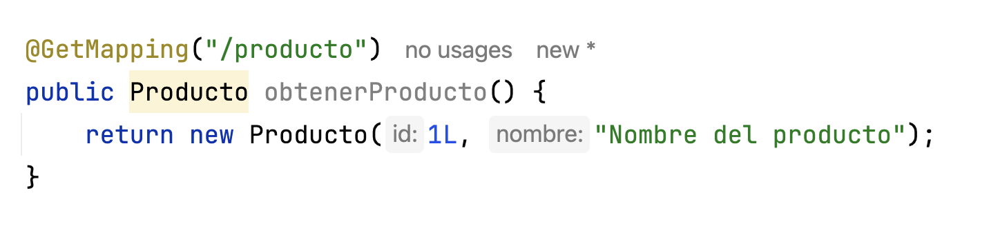 @GetMapping("/producto") no usages new *
public Producto obtenerProducto() {
return new Producto( id: 1L, nombre: "Nombre del producto");
}